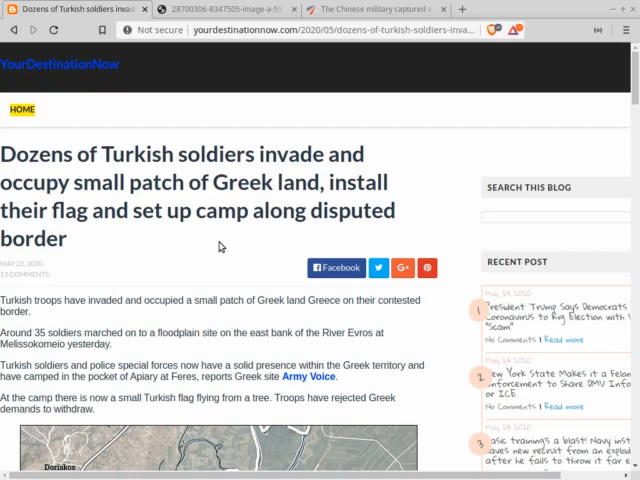 Dozens of Turkish soldiers invad
28700306-8347505-image-a-59
The Chinese military captured a
Not secure
yourdestinationnow.com/2020/05/dozens-of-turkish-soldiers-inva...
YourDestinationNow
HOME
Dozens of Turkish soldiers invade and
occupy small patch of Greek land, install
their flag and set up camp along disputed
border
MAY 23, 2020
13 COMMENTS
Facebook
Turkish troops have invaded and occupied a small patch of Greek land Greece on their contested
border.
Around 35 soldiers marched on to a floodplain site on the east bank of the River Evros at
Melissokomeio yesterday.
Turkish soldiers and police special forces now have a solid presence within the Greek territory and
have camped in the pocket of Apiary at Feres, reports Greek site Army Voice.
At the camp there is now a small Turkish flag flying from a tree. Troops have rejected Greek
demands to withdraw.
Doriskos
SEARCH THIS BLOG
RECENT POST
May 24 2020
1
President Trump Says Democrats
Coronavirus to Rig Election with
"Scam"
No Comments | Read more
May 24 2020
2
New York State Makes it a Felon
nforcement to Share DMV Info
or ICE
No Comments | Read more
May 24 2020
3
Basic training's a blast! Navy inst
saves new recruit from an explod
after he fails to throw it far e